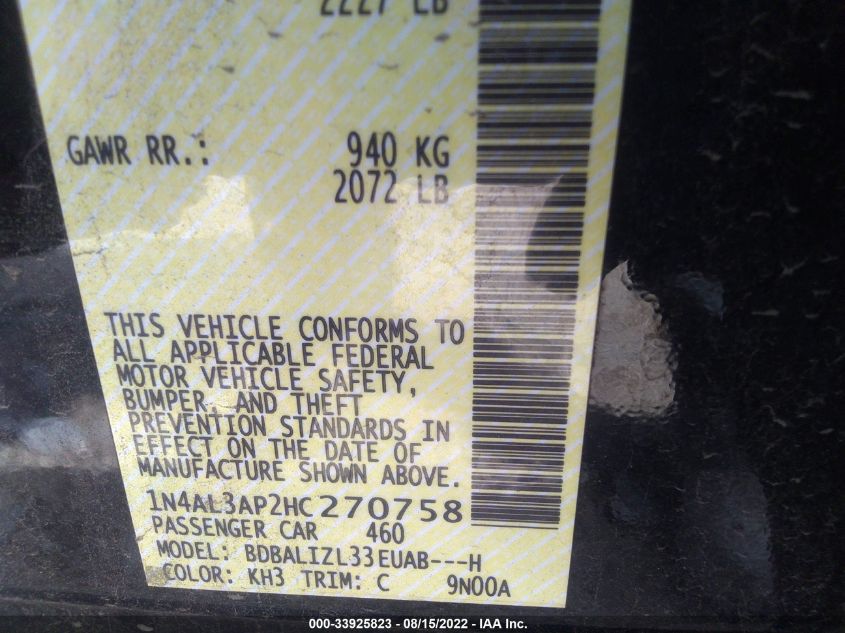 2227 LB
GAWR RR.: 940 KG
2072 LB
THIS VEHICLE CONFORMS TO
ALL APPLICABLE FEDERAL
MOTOR VEHICLE SAFETY,
BUMPER, AND THEFT
PREVENTION STANDARDS IN
EFFECT ON THE DATE OF
MANUFACTURE SHOWN ABOVE.
1N4AL3AP2HC270758
PASSENGER CAR 460
MODEL: BDBALIZL33EUAB---H
COLOR: KH3 TRIM: C 9N00A
000-33925823 - 08/15/2022 - IAA Inc.